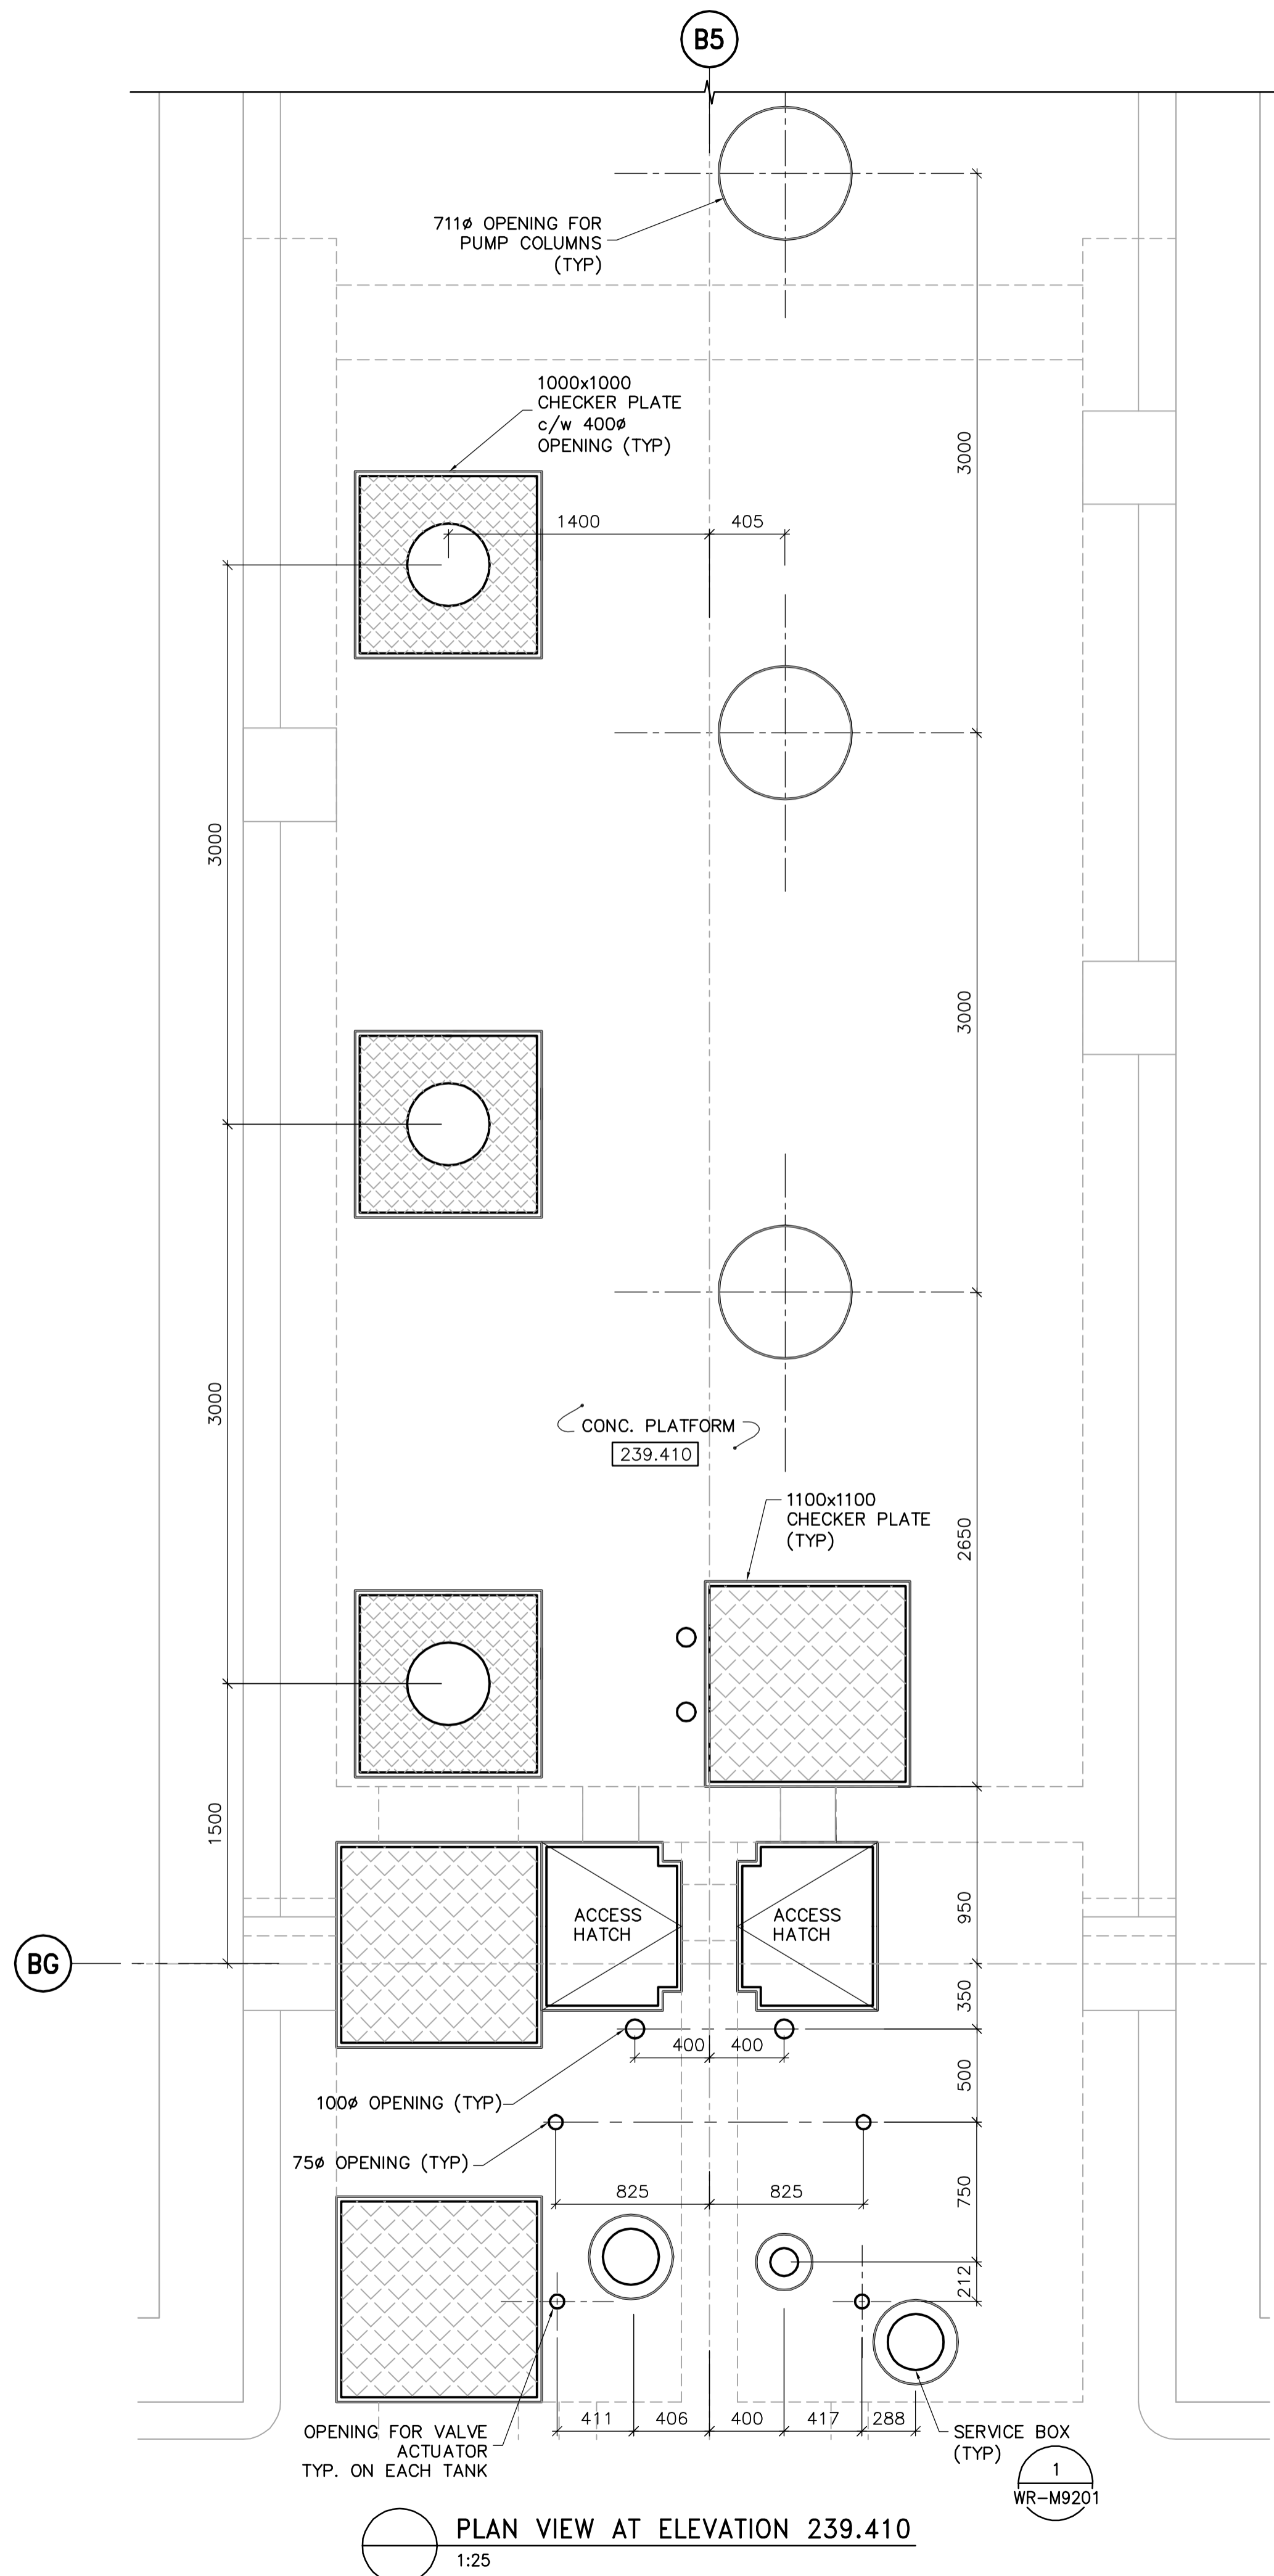 B5
711ø OPENING FOR
PUMP COLUMNS
(TYP)
1000x1000
CHECKER PLATE
c/w 400ø
OPENING (TYP)
3000
1400
405
3000
3000
3000
CONC. PLATFORM
239.410
1100x1100
CHECKER PLATE
(TYP)
2650
1500
ACCESS
HATCH
ACCESS
HATCH
950
BG
350
400
400
500
100ø OPENING (TYP)
75ø OPENING (TYP)
825
825
750
212
411
406
400
417
288
OPENING FOR VALVE
ACTUATOR
TYP. ON EACH TANK
SERVICE BOX
(TYP)
1
WR-M9201
PLAN VIEW AT ELEVATION 239.410
1:25